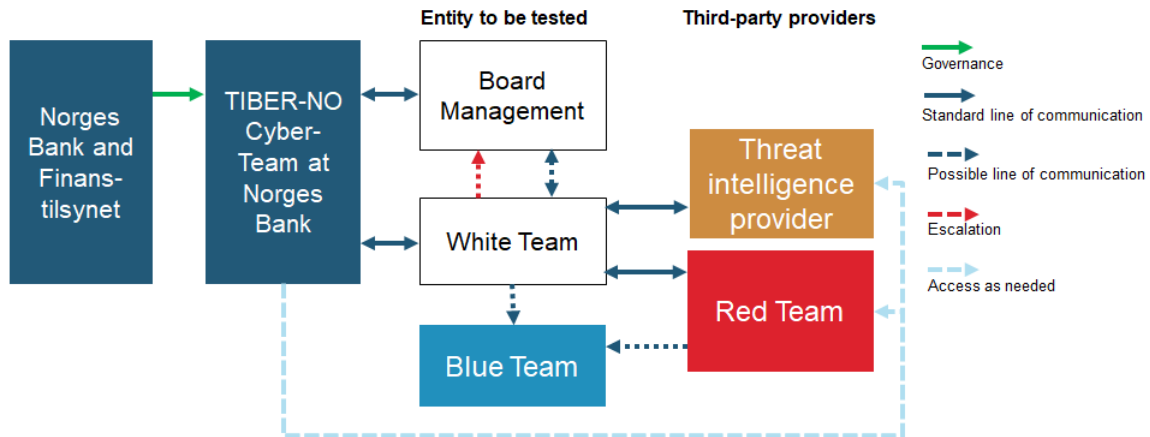 Entity to be tested
Third-party providers
Norges
Bank and
Finans-
tilsynet
TIBER-NO
Cyber-
Team at
Norges
Bank
Board
Management
White Team
Blue Team
Threat
intelligence
provider
Red Team
Governance
Standard line of communication
Possible line of communication
Escalation
Access as needed